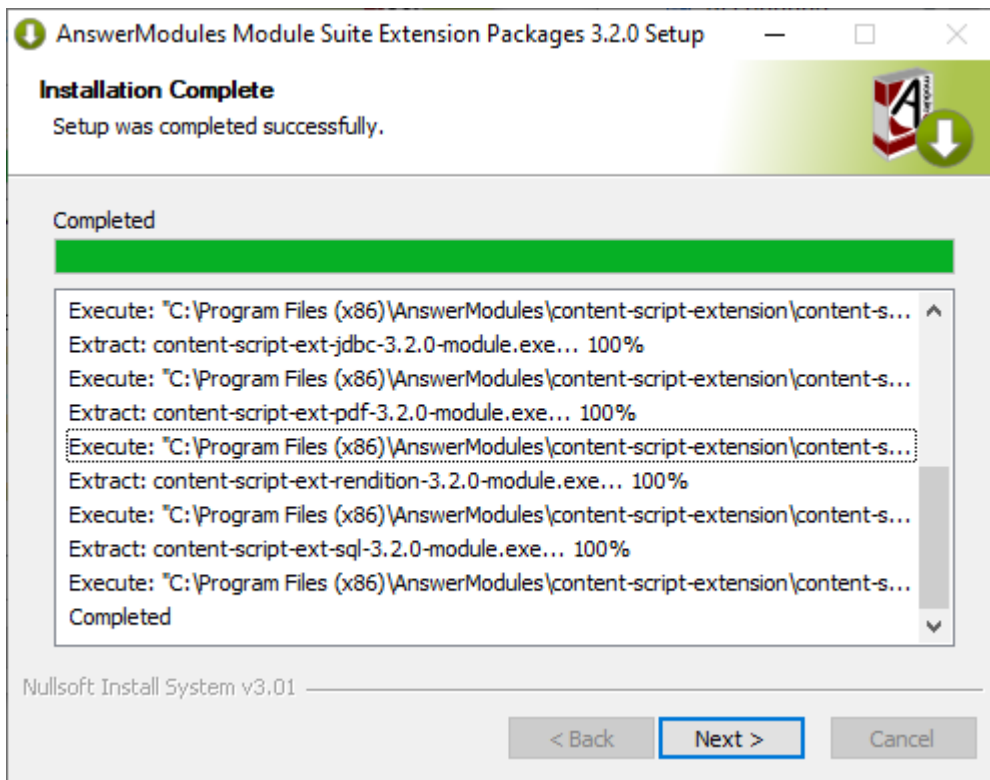 AnswerModules Module Suite Extension Packages 3.2.0 Setup
Installation Complete
Setup was completed successfully.
Completed
Execute: "C:\Program Files (x86)\AnswerModules\content-script-extension\content-s...
Extract: content-script-ext-jdbc-3.2.0-module.exe... 100%
Execute: "C:\Program Files (x86)\AnswerModules\content-script-extension\content-s...
Extract: content-script-ext-pdf-3.2.0-module.exe... 100%
Execute: "C:\Program Files (x86)\AnswerModules\content-script-extension\content-s...
Extract: content-script-ext-rendition-3.2.0-module.exe... 100%
Execute: "C:\Program Files (x86)\AnswerModules\content-script-extension\content-s...
Extract: content-script-ext-sql-3.2.0-module.exe... 100%
Execute: "C:\Program Files (x86)\AnswerModules\content-script-extension\content-s...
Completed
Nullsoft Install System v3.01
< Back Next > Cancel